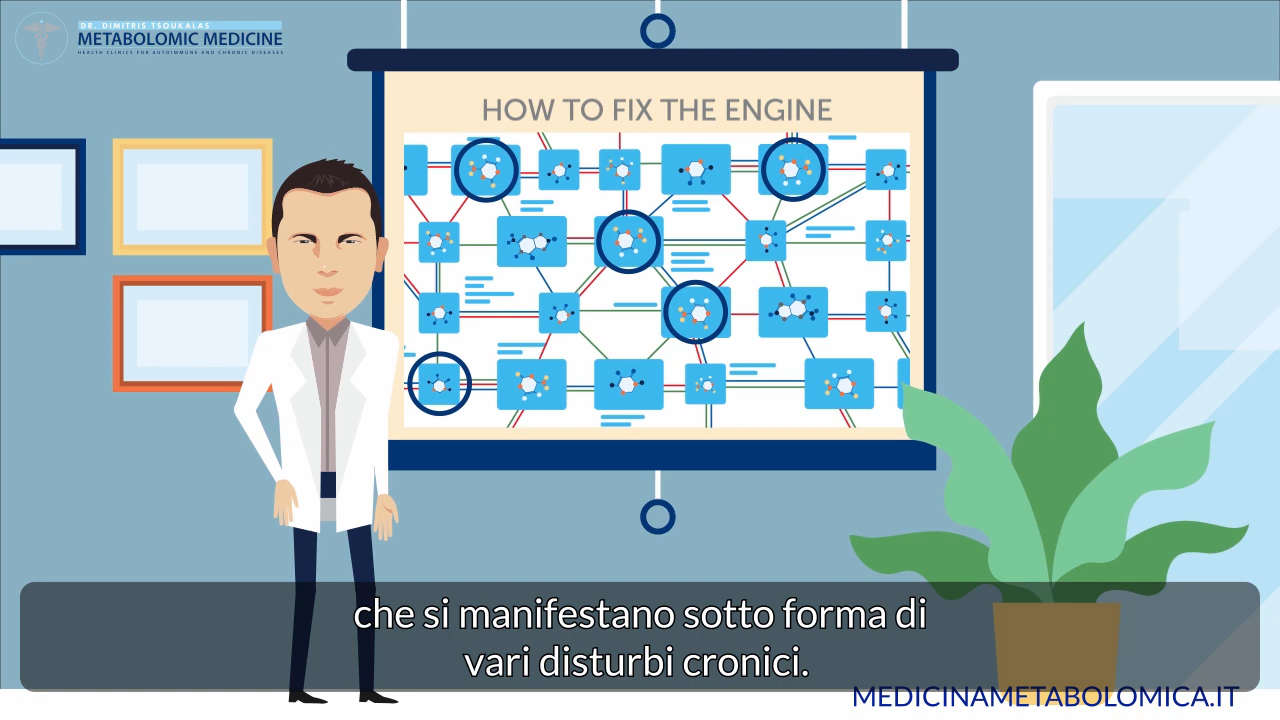 DR. DIMITRIS TSOUKALAS
METABOLOMIC MEDICINE
HEALTH CLINICS FOR AUTOIMMUNE AND CHRONIC DISEASES
HOW TO FIX THE ENGINE
che si manifestano sotto forma di
vari disturbi cronici.
MEDICINAMETABOLOMICA.IT